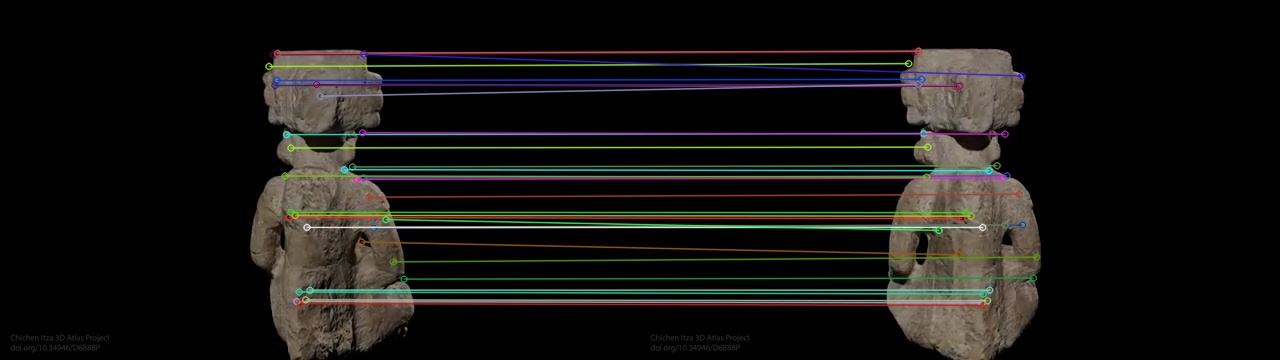 Chichen Itza 3D Atlas Project
doi.org/10.34946/D6B88P
Chichen Itza 3D Atlas Project
doi.org/10.34946/D6B88P